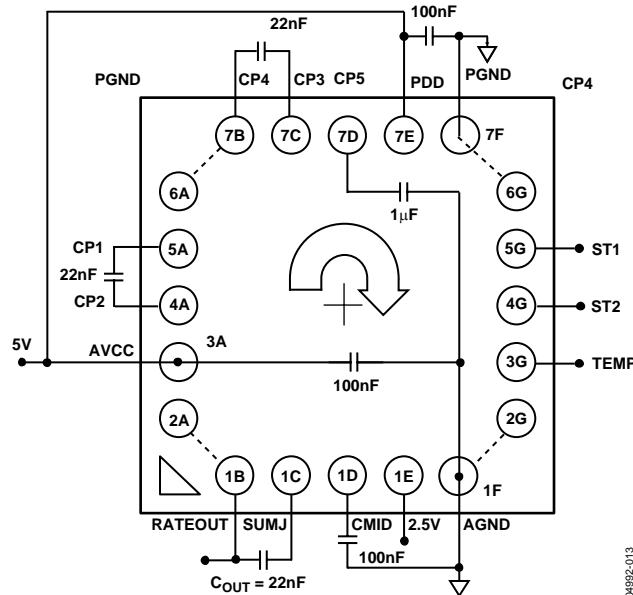 22nF
100nF
PGND
CP4
CP3
CP5
PDD
PGND
CP4
7B
7C
7D
7E
7F
6A
6G
1µF
CP1
5A
5G
ST1
22nF
CP2
4A
4G
ST2
5V
AVCC
3A
3G
TEMP
100nF
2A
2G
1B
1C
1D
1E
1F
RATEOUT
SUMJ
CMID
2.5V
AGND
100nF
COUT = 22nF
04992-013